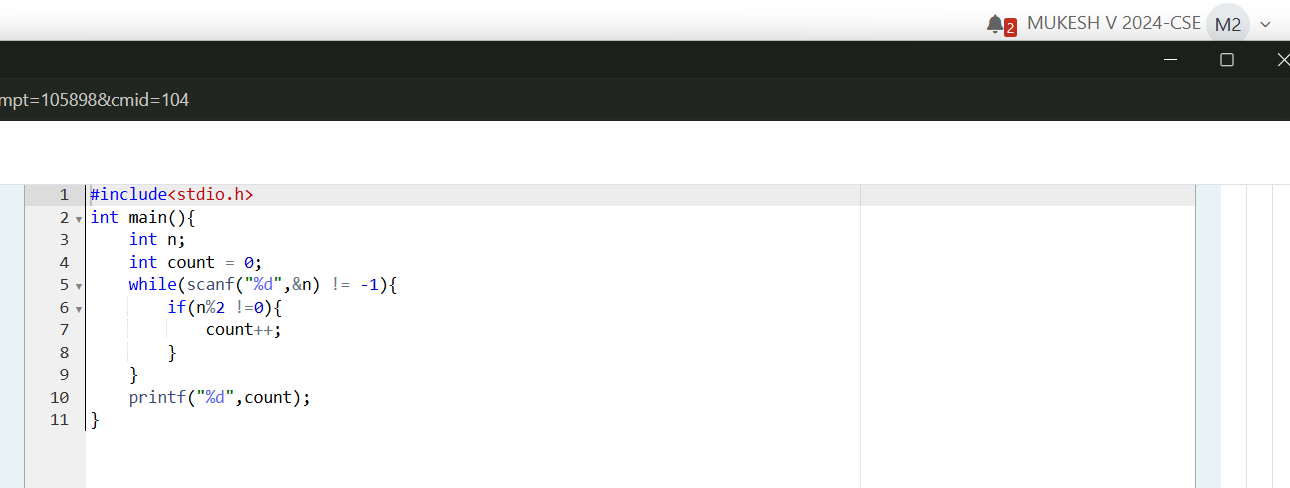 2 MUKESH V 2024-CSE M2
mpt=105898&cmid=104
1 #include<stdio.h>
2 int main(){
3     int n;
4     int count = 0;
5     while(scanf("%d",&n) != -1){
6         if(n%2 !=0){
7             count++;
8         }
9     }
10     printf("%d",count);
11 }